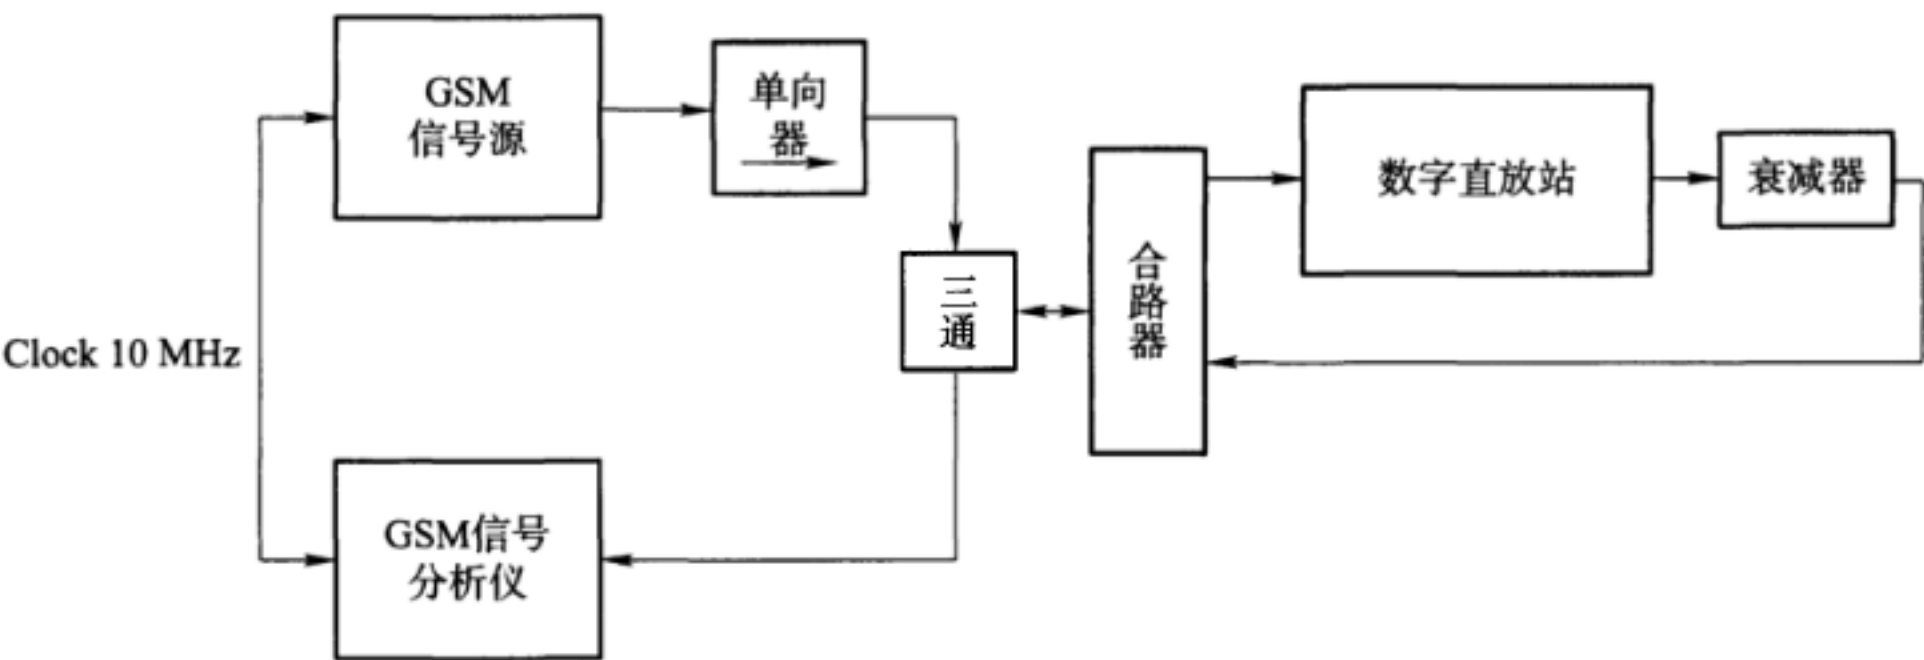 GSM
信号源
单向
器
数字直放站
衰减器
合
路
器
三
通
Clock 10 MHz
GSM信号
分析仪